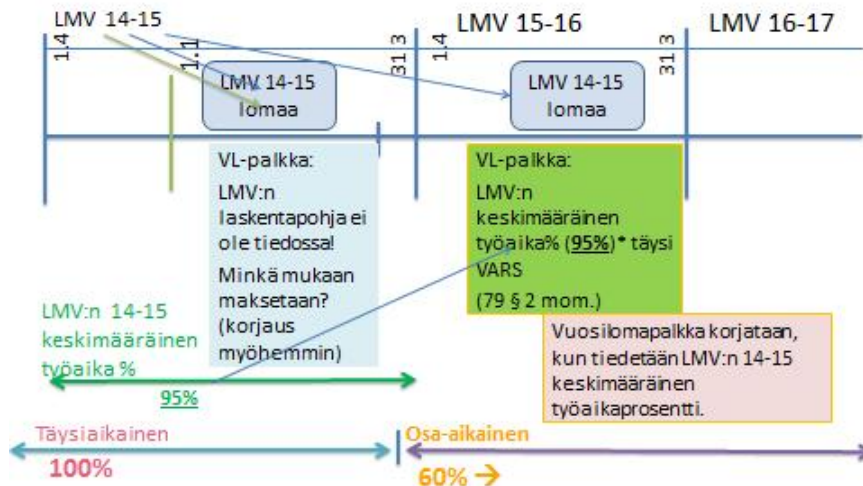 LMV 14-15
LMV 15-16
LMV 16-17
1.4
1.1
31 3
1.4
31 3
LMV 14-15
lomaa
LMV 14-15
lomaa
VL-palkka:
LMV:n
laskentapohja ei
ole tiedossa!
Minkä mukaan
maksetaan?
(korjaus
myöhemmin)
VL-palkka:
LMV:n
keskimääräinen
työaika% (95%)* täysi
VARS
(79 § 2 mom.)
LMV:n 14-15
keskimääräinen
työaika %
95%
Vuosilomapalkka korjataan,
kun tiedetään LMV:n 14-15
keskimääräinen
työaikaprosentti.
Täysiaikainen
100%
Osa-aikainen
60% →